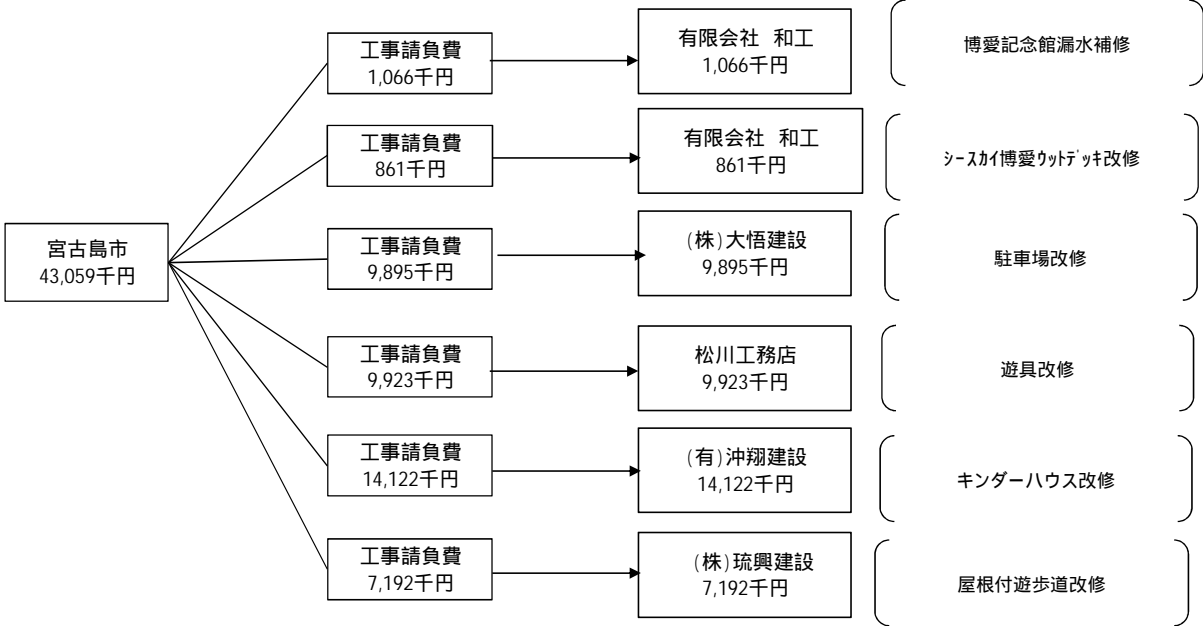 工事請負費
1,066千円
有限会社 和工
1,066千円
博愛記念館漏水補修
工事請負費
861千円
有限会社 和工
861千円
ｼｰｽｶｲ博愛ｳｯﾄﾃﾞｯｷ改修
宮古島市
43,059千円
工事請負費
9,895千円
(株)大悟建設
9,895千円
駐車場改修
工事請負費
9,923千円
松川工務店
9,923千円
遊具改修
工事請負費
14,122千円
(有)沖翔建設
14,122千円
キンダーハウス改修
工事請負費
7,192千円
(株)琉興建設
7,192千円
屋根付遊歩道改修